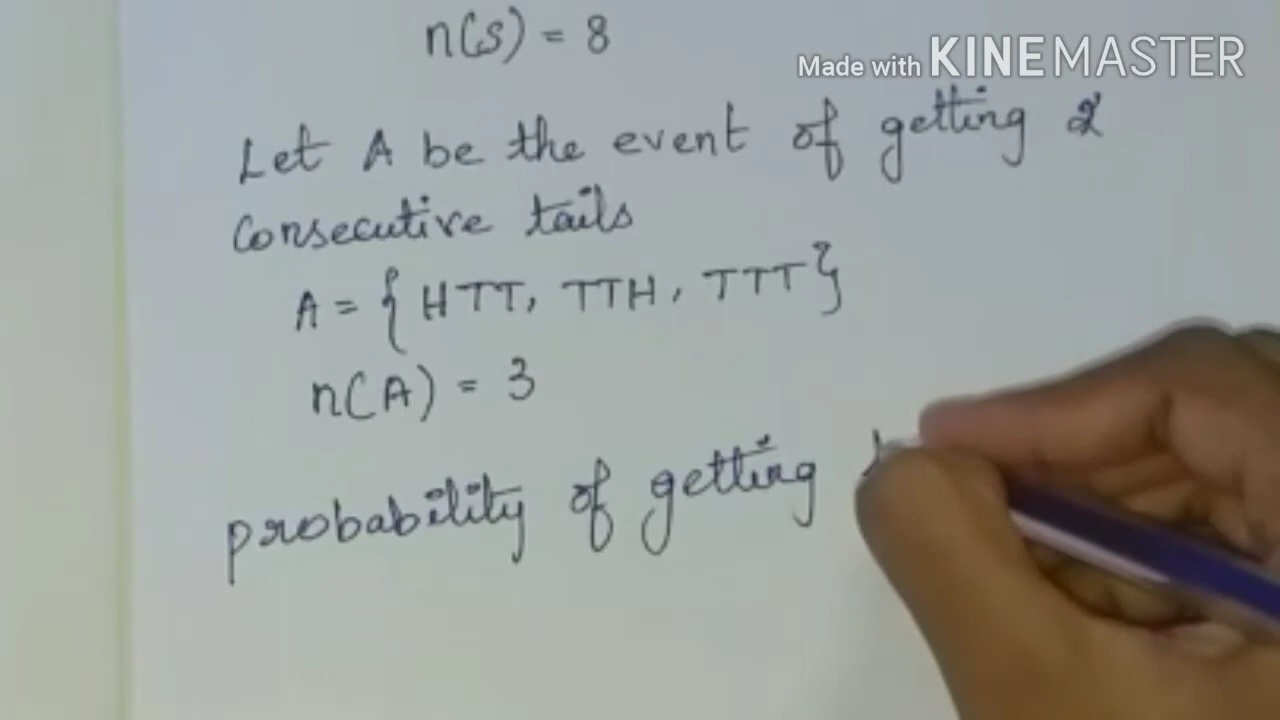 n(S) = 8
Made with KINEMASTER
Let A be the event of getting 2
consecutive tails
A = { HTT, TTH, TTT}
n(A) = 3
probability of getting